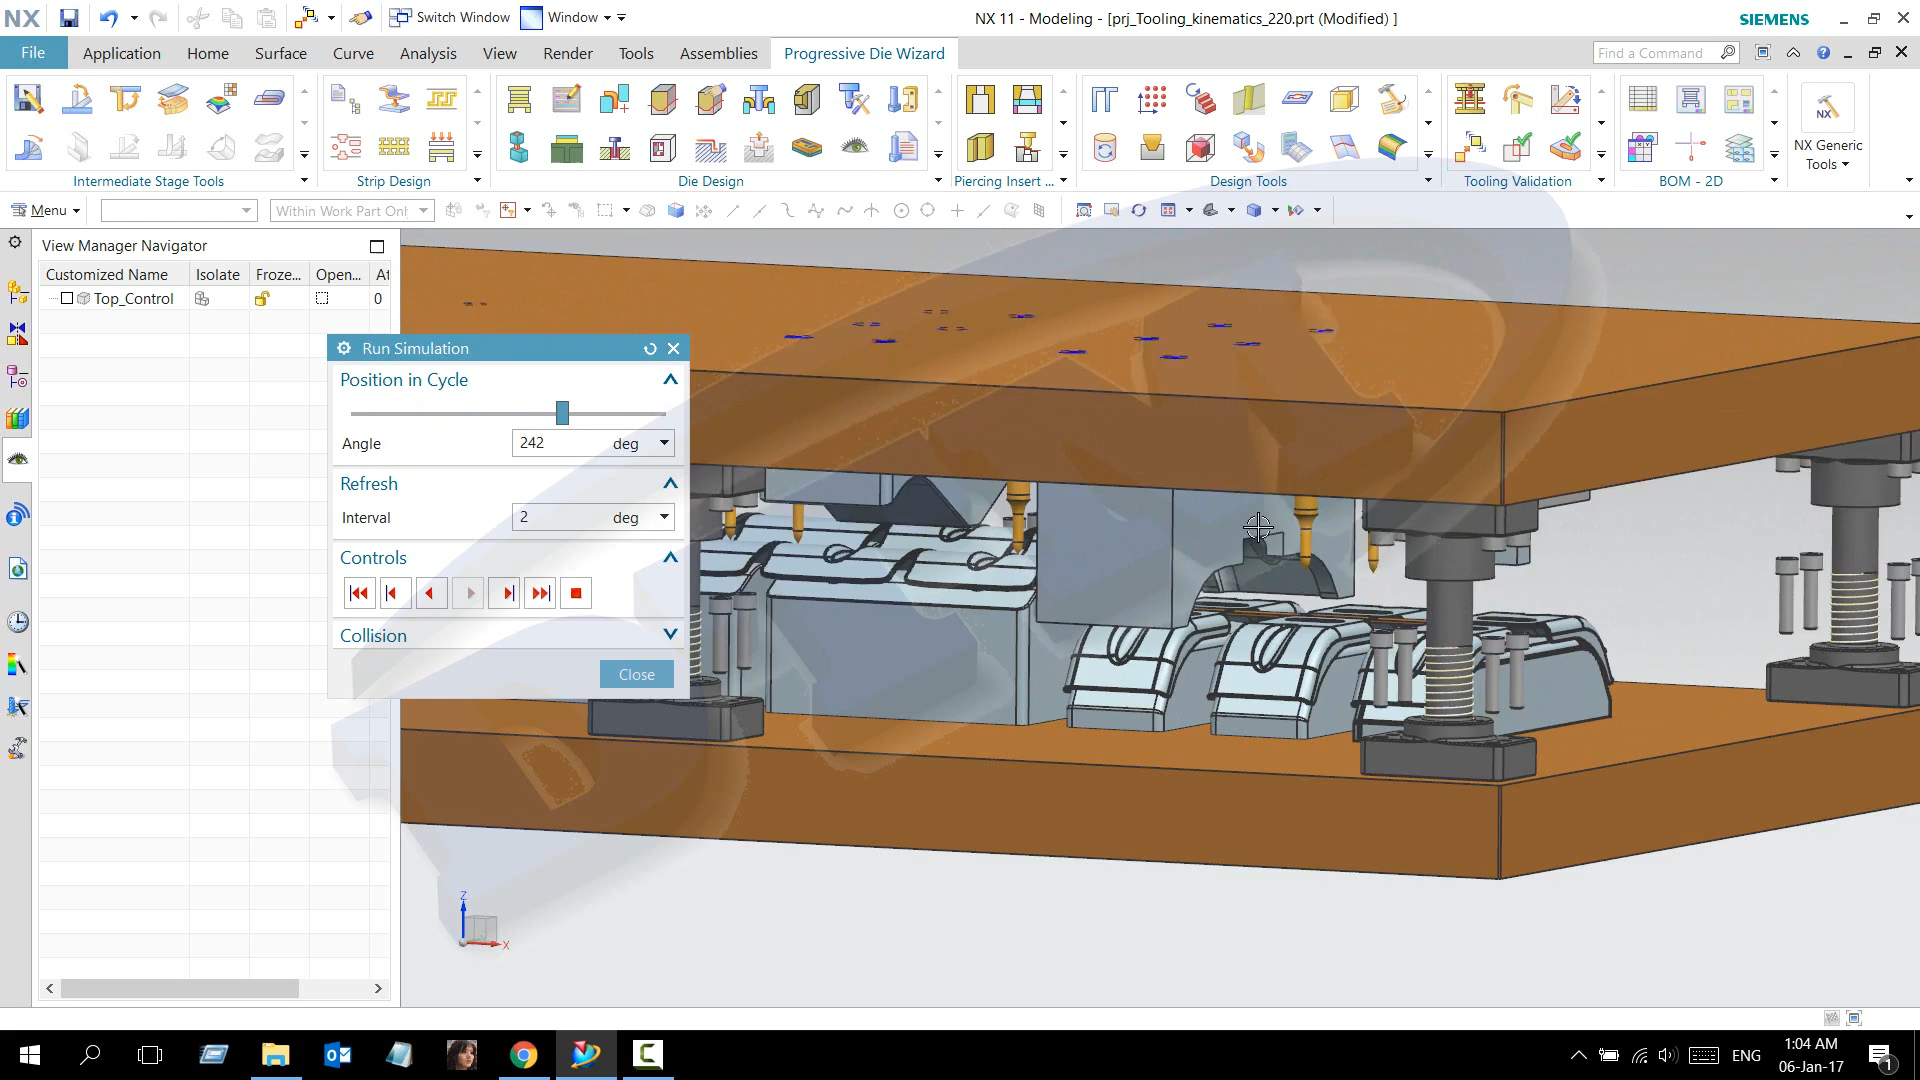 NX
Switch Window
Window
NX 11 - Modeling - [prj_Tooling_kinematics_220.prt (Modified) ]
SIEMENS
File
Application
Home
Surface
Curve
Analysis
View
Render
Tools
Assemblies
Progressive Die Wizard
Find a Command
NX
NX Generic
Tools
Intermediate Stage Tools
Strip Design
Die Design
Piercing Insert ...
Design Tools
Tooling Validation
BOM - 2D
Menu
Within Work Part Onl
View Manager Navigator
Customized Name
Isolate
Froze...
Open...
At
Top_Control
0
Run Simulation
Position in Cycle
Angle
242
deg
Refresh
Interval
2
deg
Controls
Collision
Close
Z
X
ENG
1:04 AM
06-Jan-17
1